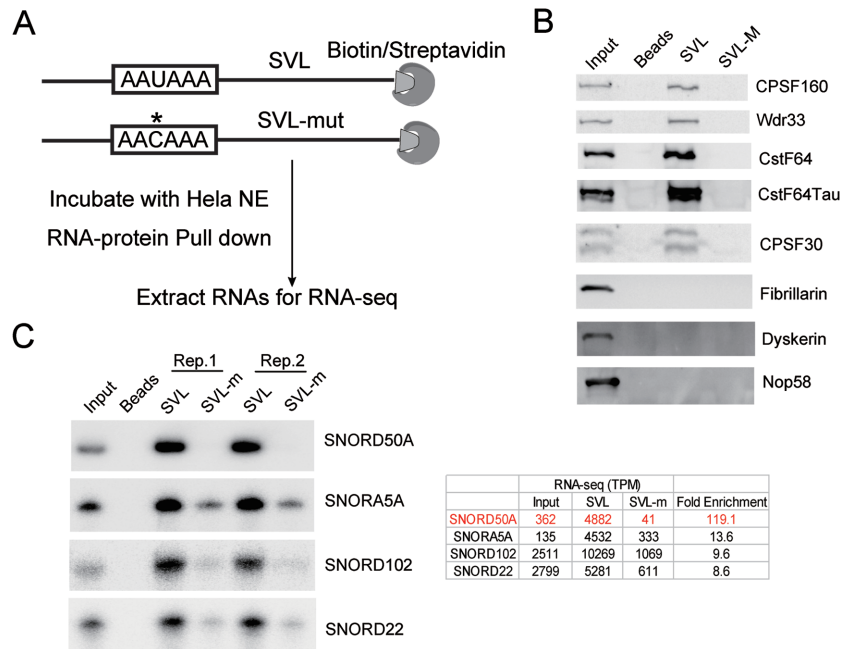 A
SVL
Biotin/Streptavidin
AAUAAA
*
SVL-mut
AACAAA
Incubate with Hela NE
RNA-protein Pull down
Extract RNAs for RNA-seq
B
Input Beads SVL SVL-M
CPSF160
Wdr33
CstF64
CstF64Tau
CPSF30
Fibrillarin
Dyskerin
Nop58
C
Rep.1 Rep.2
Input Beads SVL SVL-m SVL SVL-m
SNORD50A
SNORA5A
SNORD102
SNORD22
RNA-seq (TPM)
Input SVL SVL-m Fold Enrichment
SNORD50A 362 4882 41 119.1
SNORA5A 135 4532 333 13.6
SNORD102 2511 10269 1069 9.6
SNORD22 2799 5281 611 8.6